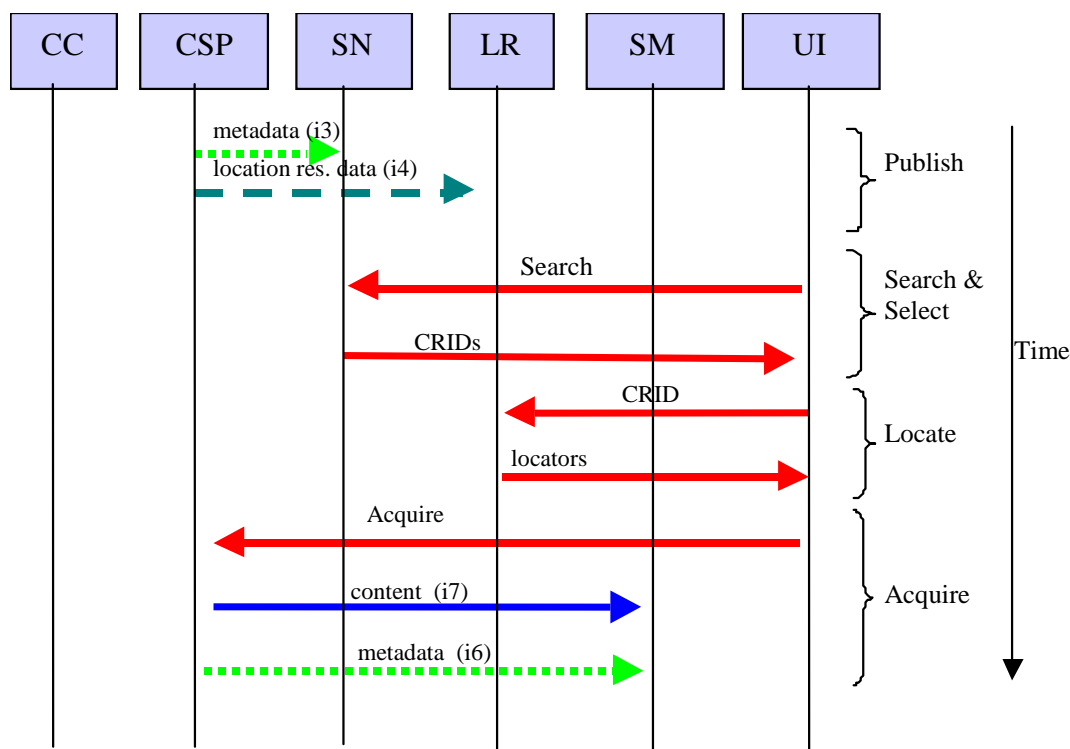 CC CSP SN LR SM UI
metadata (i3)
Publish
location res. data (i4)
Search
Search &
Select
CRIDs
Time
CRID
Locate
locators
Acquire
content (i7)
Acquire
metadata (i6)